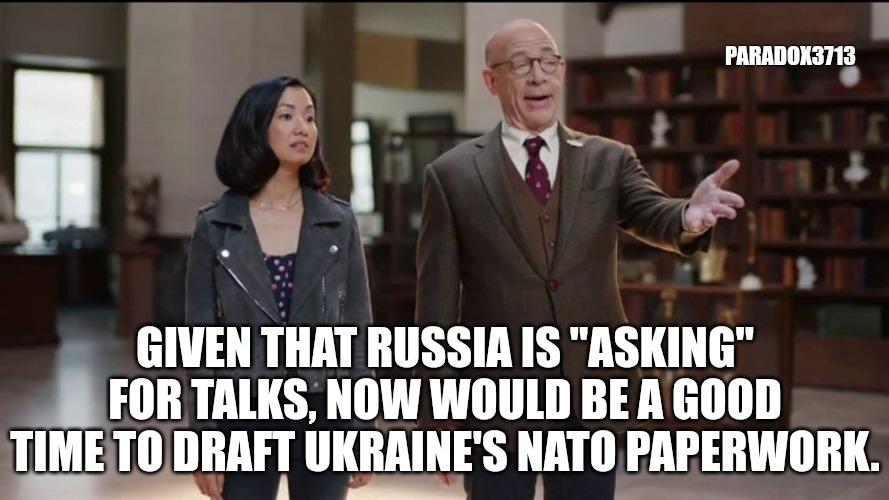 PARADOX3713
GIVEN THAT RUSSIA IS "ASKING"
FOR TALKS, NOW WOULD BE A GOOD
TIME TO DRAFT UKRAINE'S NATO PAPERWORK.